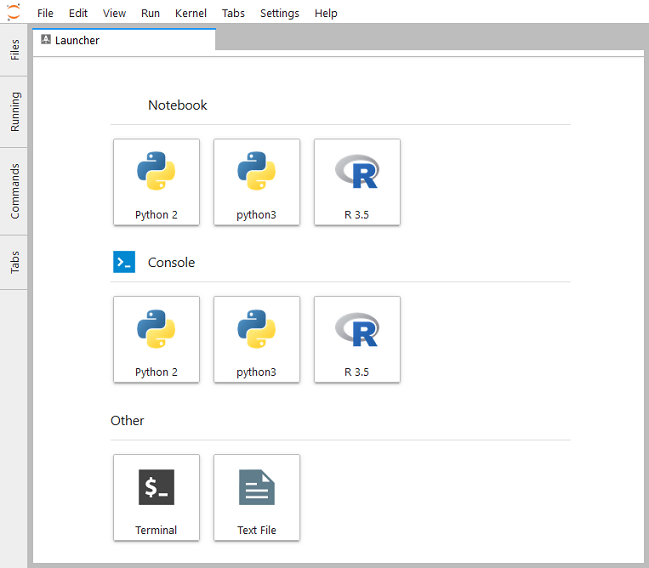 File Edit View Run Kernel Tabs Settings Help
Launcher
Files
Running
Commands
Tabs
Notebook
Python 2 python3 R 3.5
Console
Python 2 python3 R 3.5
Other
$_
Terminal Text File